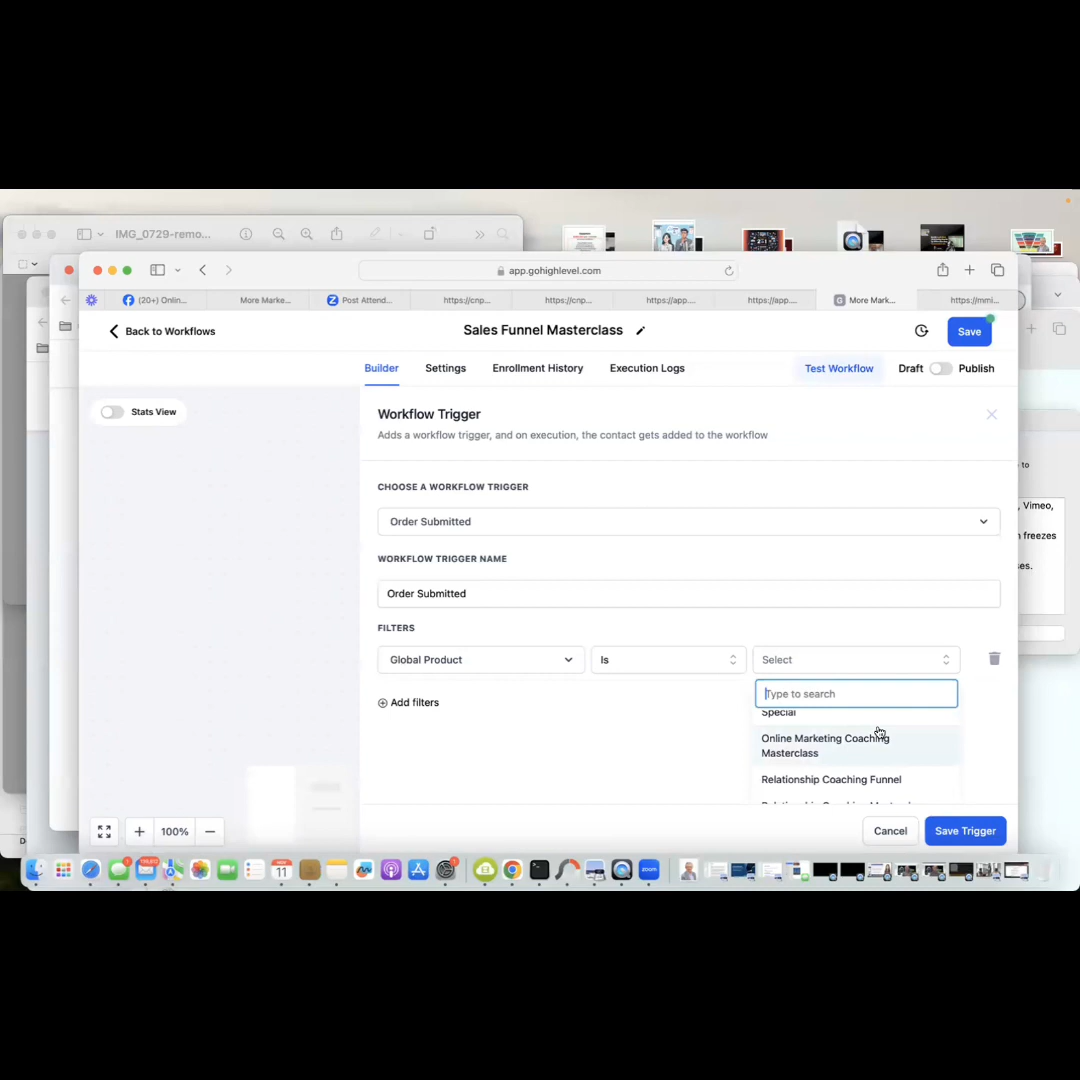 IMG_0729-remo...
app.gohighlevel.com
(20+) Onlin...
More Marke...
Post Attend...
https://cnp...
https://cnp...
https://app....
https://app....
More Mark...
https://mmi...
Back to Workflows
Sales Funnel Masterclass
Save
Builder
Settings
Enrollment History
Execution Logs
Test Workflow
Draft
Publish
Stats View
Workflow Trigger
Adds a workflow trigger, and on execution, the contact gets added to the workflow
to
CHOOSE A WORKFLOW TRIGGER
, Vimeo,
Order Submitted
freezes
WORKFLOW TRIGGER NAME
es.
Order Submitted
FILTERS
Global Product
Is
Select
Add filters
Type to search
Special
Online Marketing Coaching
Masterclass
Relationship Coaching Funnel
100%
Cancel
Save Trigger
11
zoom